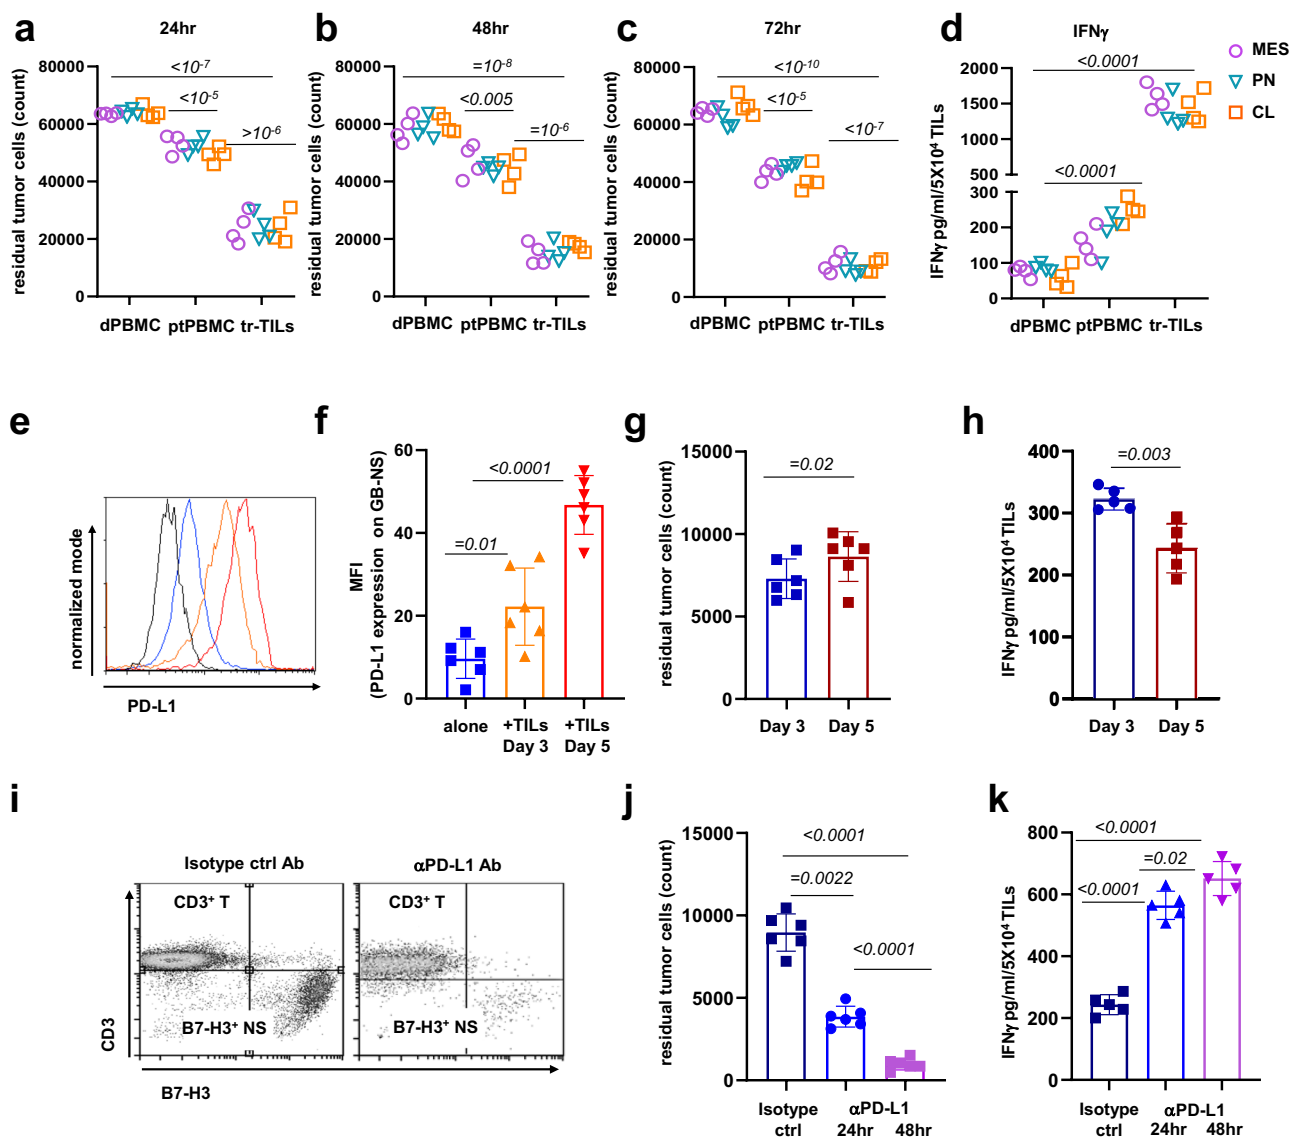 a
24hr
residual tumor cells (count)
80000
60000
40000
20000
0
<10-7
<10-5
>10-6
dPBMC ptPBMC tr-TILs
b
48hr
residual tumor cells (count)
80000
60000
40000
20000
0
=10-8
<0.005
=10-6
dPBMC ptPBMC tr-TILs
c
72hr
residual tumor cells (count)
80000
60000
40000
20000
0
<10-10
<10-5
<10-7
dPBMC ptPBMC tr-TILs
d
IFNγ
IFNγ pg/ml/5X10⁴ TILs
2000
1500
1000
500
300
200
100
0
<0.0001
<0.0001
dPBMC ptPBMC tr-TILs
MES
PN
CL
e
normalized mode
PD-L1
f
MFI
(PD-L1 expression on GB-NS)
60
40
20
0
<0.0001
=0.01
alone
+TILs
Day 3
+TILs
Day 5
g
residual tumor cells (count)
15000
10000
5000
0
=0.02
Day 3 Day 5
h
IFNγ pg/ml/5X10⁴ TILs
400
300
200
100
0
=0.003
Day 3 Day 5
i
Isotype ctrl Ab
αPD-L1 Ab
CD3⁺ T
B7-H3⁺ NS
CD3⁺ T
B7-H3⁺ NS
CD3
B7-H3
j
residual tumor cells (count)
15000
10000
5000
0
<0.0001
=0.0022
<0.0001
Isotype
ctrl
αPD-L1
24hr 48hr
k
IFNγ pg/ml/5X10⁴ TILs
800
600
400
200
0
<0.0001
=0.02
<0.0001
Isotype
ctrl
αPD-L1
24hr 48hr